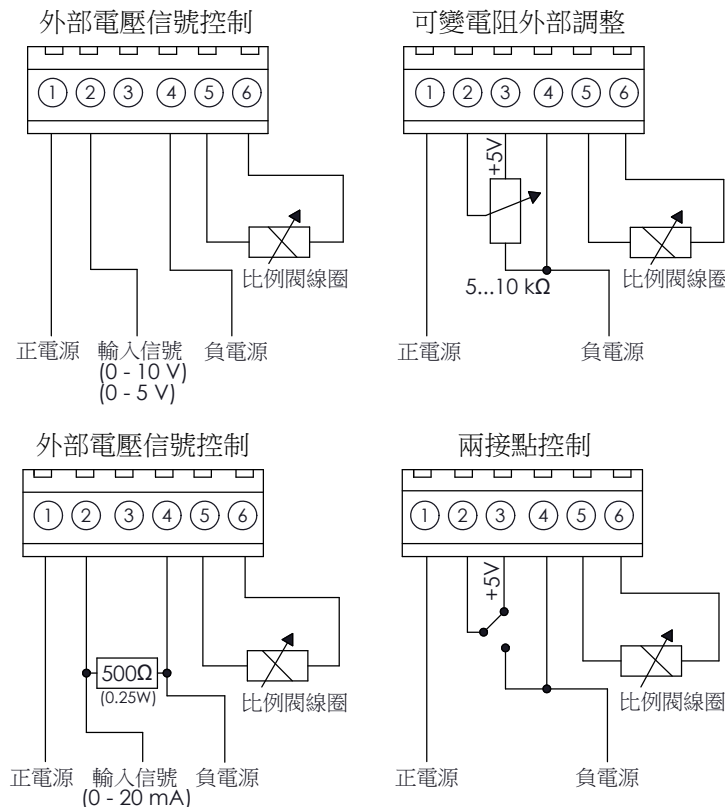 外部電壓信號控制
1 2 3 4 5 6
比例閥線圈
正電源 輸入信號 負電源
(0 - 10 V)
(0 - 5 V)
可變電阻外部調整
1 2 3 4 5 6
+5V
5...10 kΩ
比例閥線圈
正電源 負電源
外部電壓信號控制
1 2 3 4 5 6
500Ω
(0.25W)
比例閥線圈
正電源 輸入信號 負電源
(0 - 20 mA)
兩接點控制
1 2 3 4 5 6
+5V
比例閥線圈
正電源 負電源